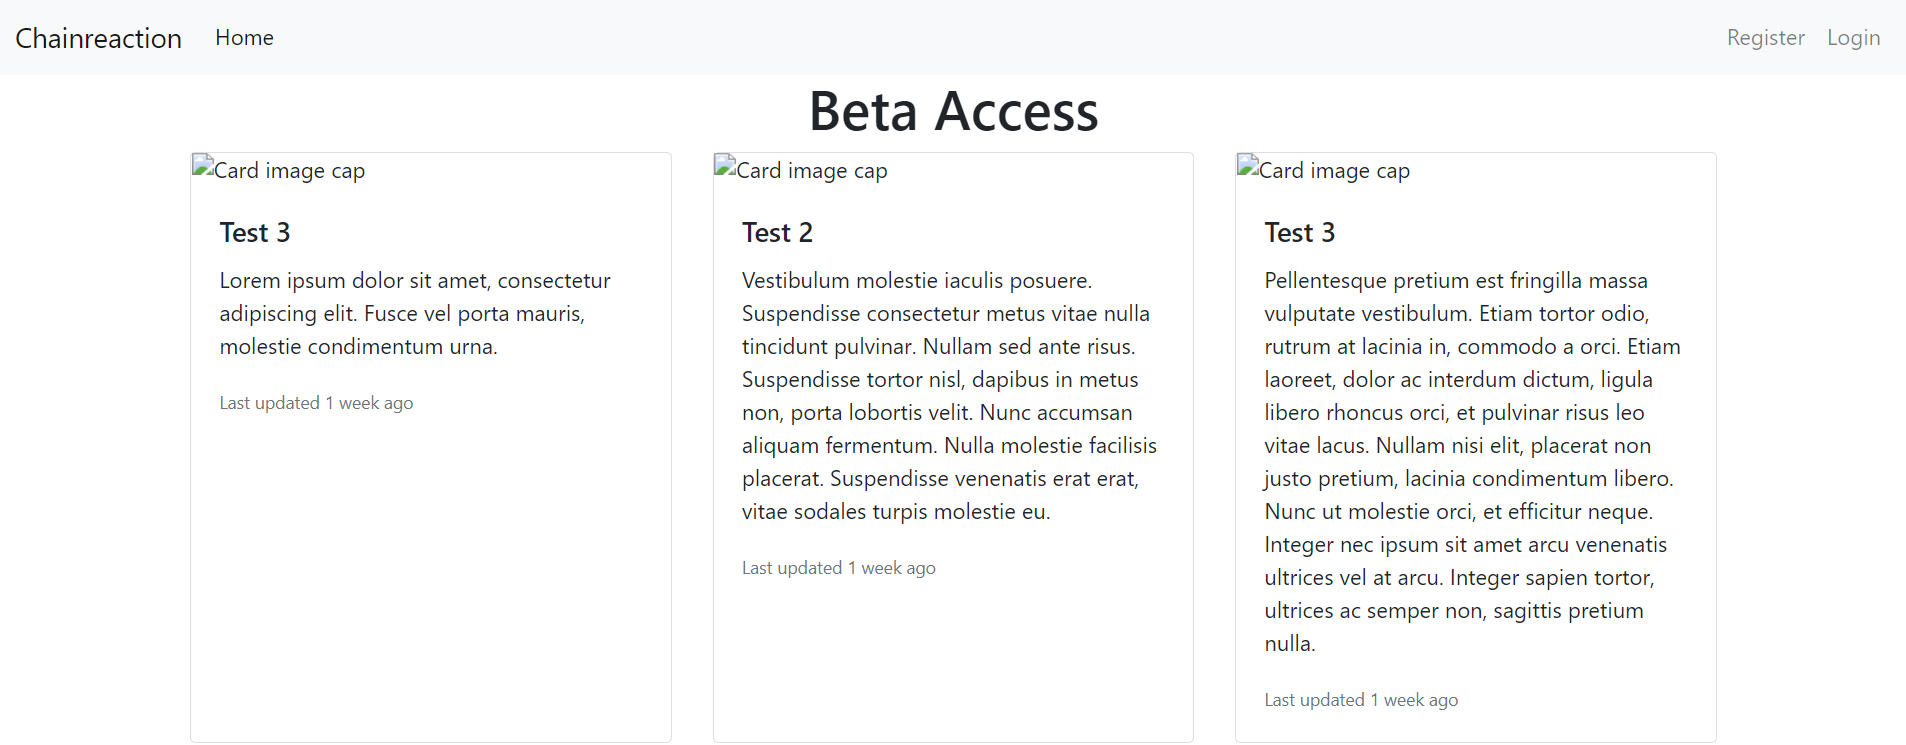 Chainreaction Home Register Login
Beta Access
Card image cap
Test 3
Lorem ipsum dolor sit amet, consectetur
adipiscing elit. Fusce vel porta mauris,
molestie condimentum urna.
Last updated 1 week ago
Card image cap
Test 2
Vestibulum molestie iaculis posuere.
Suspendisse consectetur metus vitae nulla
tincidunt pulvinar. Nullam sed ante risus.
Suspendisse tortor nisl, dapibus in metus
non, porta lobortis velit. Nunc accumsan
aliquam fermentum. Nulla molestie facilisis
placerat. Suspendisse venenatis erat erat,
vitae sodales turpis molestie eu.
Last updated 1 week ago
Card image cap
Test 3
Pellentesque pretium est fringilla massa
vulputate vestibulum. Etiam tortor odio,
rutrum at lacinia in, commodo a orci. Etiam
laoreet, dolor ac interdum dictum, ligula
libero rhoncus orci, et pulvinar risus leo
vitae lacus. Nullam nisi elit, placerat non
justo pretium, lacinia condimentum libero.
Nunc ut molestie orci, et efficitur neque.
Integer nec ipsum sit amet arcu venenatis
ultrices vel at arcu. Integer sapien tortor,
ultrices ac semper non, sagittis pretium
nulla.
Last updated 1 week ago